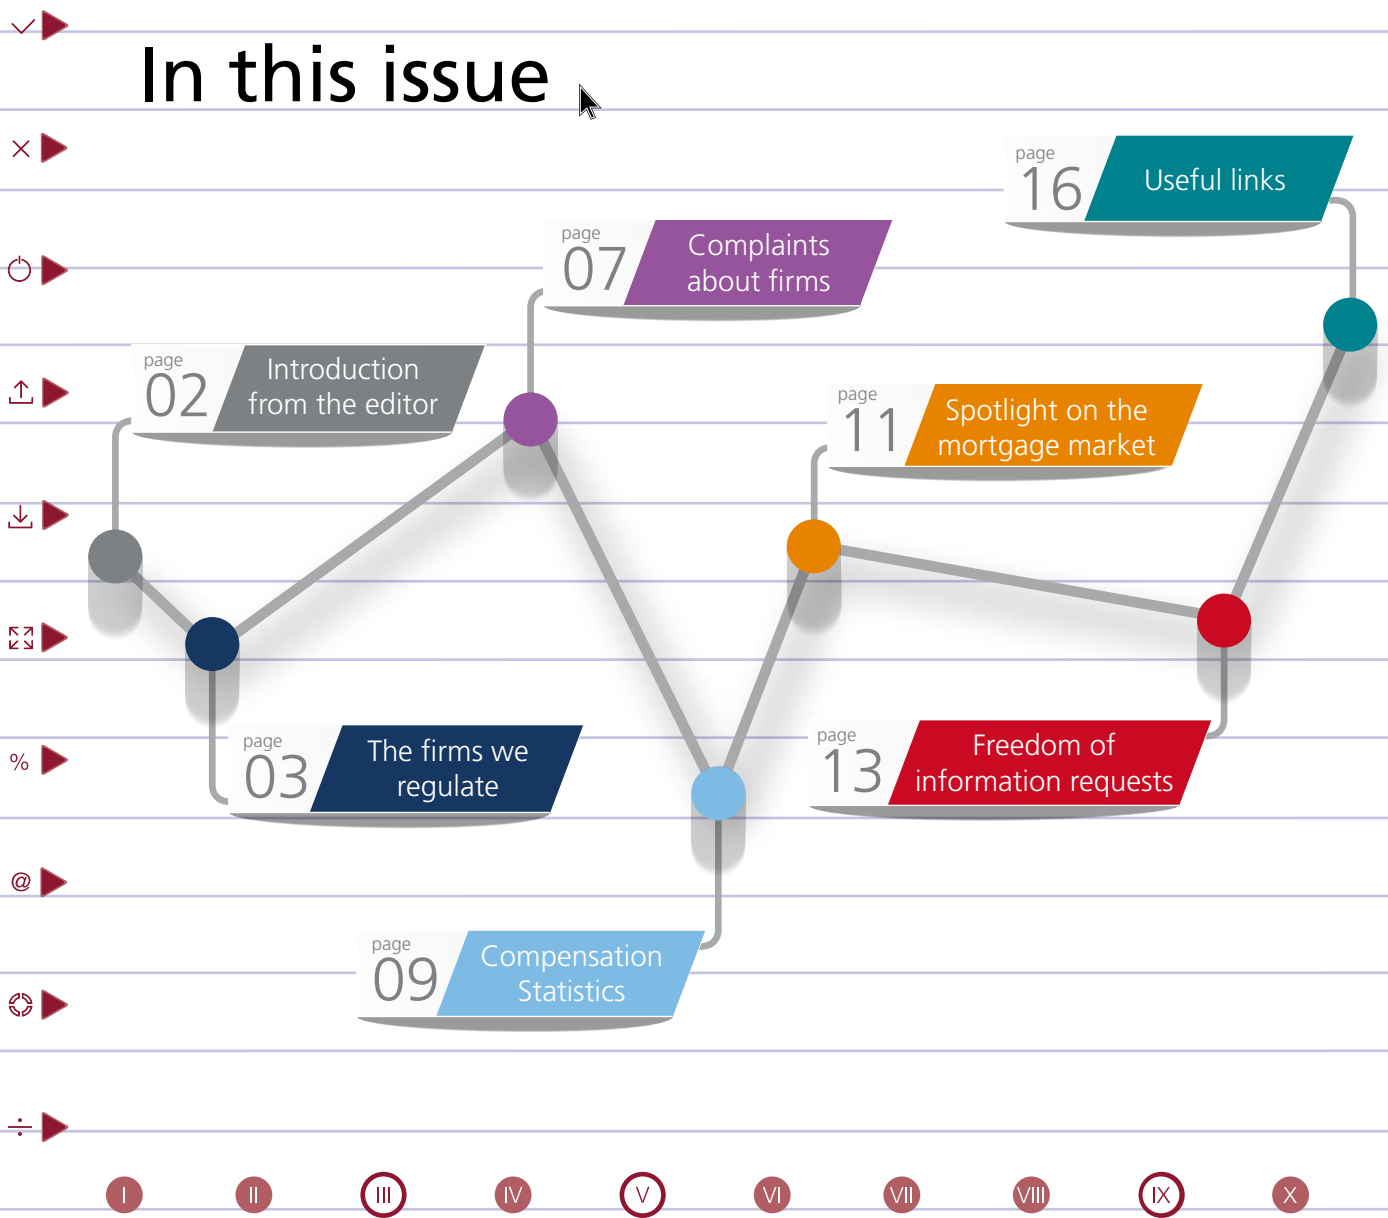 In this issue
page
16
Useful links
page
07
Complaints
about firms
page
02
Introduction
from the editor
page
11
Spotlight on the
mortgage market
page
03
The firms we
regulate
page
13
Freedom of
information requests
page
09
Compensation
Statistics
%
@
I II III IV V VI VII VIII IX X